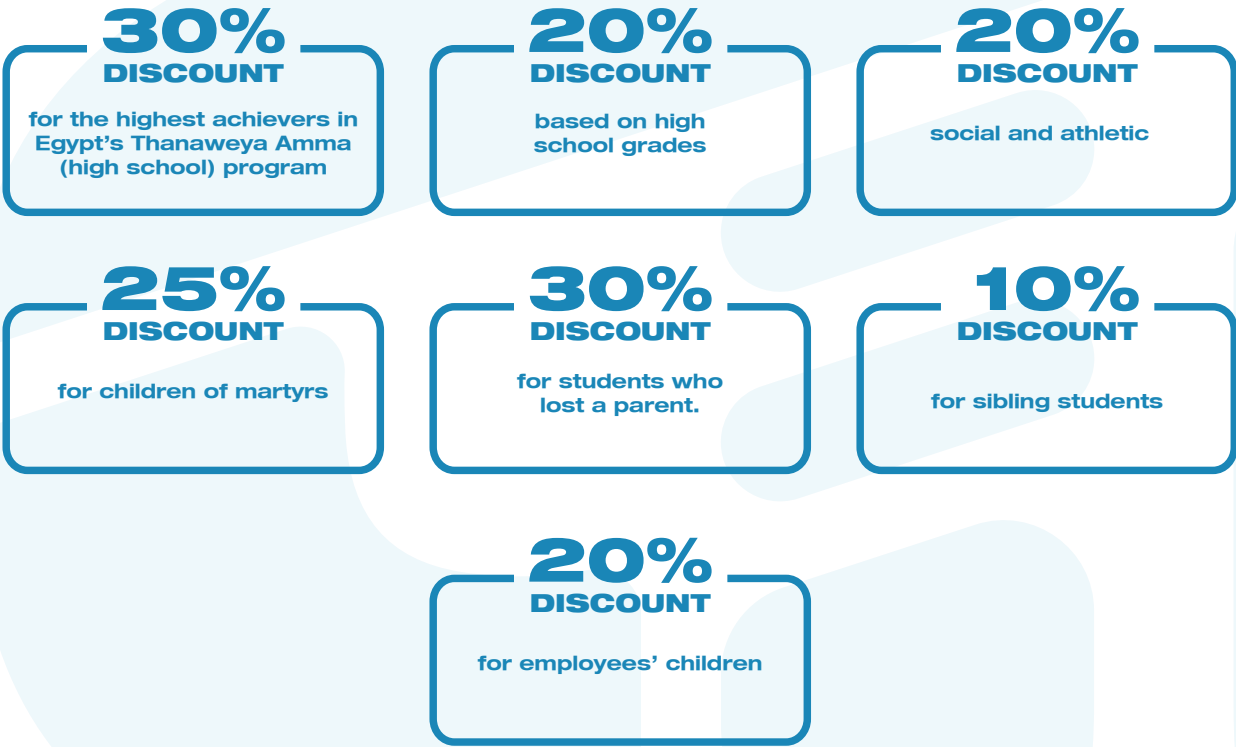 30%
DISCOUNT
for the highest achievers in
Egypt's Thanaweya Amma
(high school) program
20%
DISCOUNT
based on high
school grades
20%
DISCOUNT
social and athletic
25%
DISCOUNT
for children of martyrs
30%
DISCOUNT
for students who
lost a parent.
10%
DISCOUNT
for sibling students
20%
DISCOUNT
for employees' children